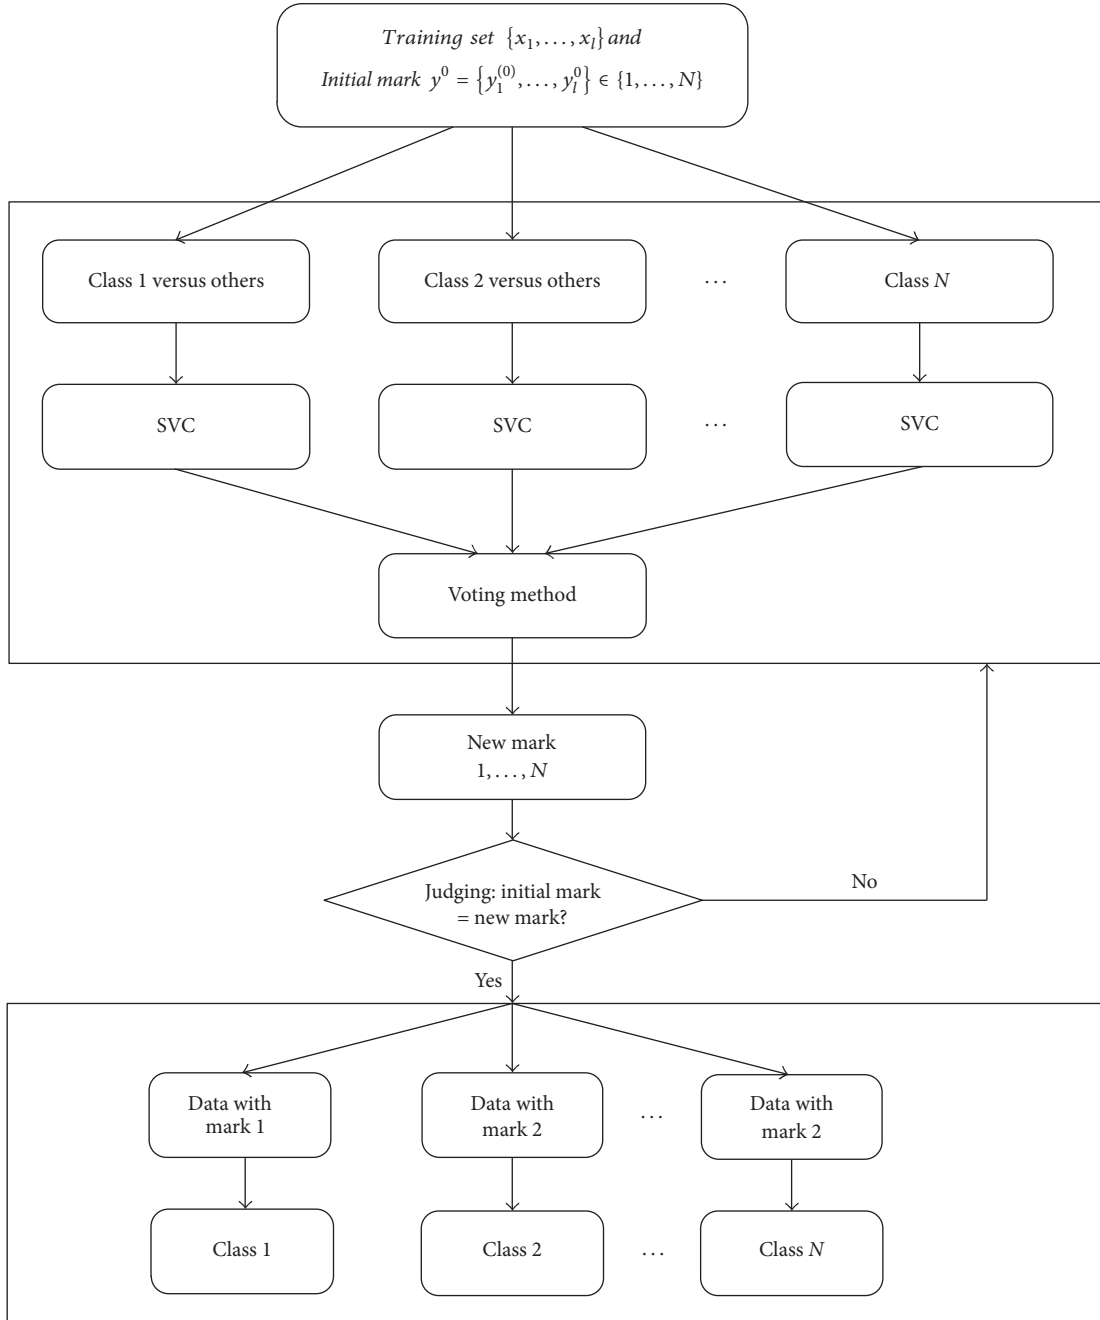 Training set {x₁, . . . , xₗ} and
Initial mark y⁰ = {y₁⁽⁰⁾, . . . , yₗ⁰} ∈ {1, . . . , N}
Class 1 versus others
Class 2 versus others
. . .
Class N
SVC
SVC
. . .
SVC
Voting method
New mark
1, . . . , N
Judging: initial mark
= new mark?
No
Yes
Data with
mark 1
Data with
mark 2
. . .
Data with
mark 2
Class 1
Class 2
. . .
Class N